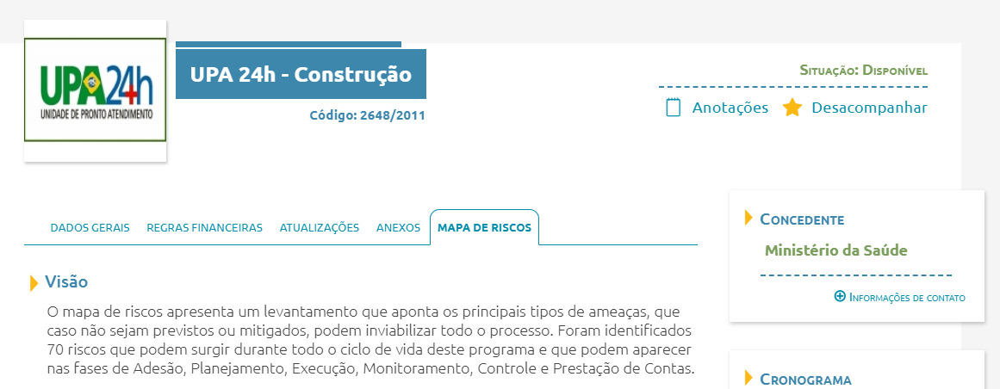 UPA24h
UNIDADE DE PRONTO ATENDIMENTO
UPA 24h - Construção
Código: 2648/2011
Situação: Disponível
Anotações Desacompanhar
DADOS GERAIS REGRAS FINANCEIRAS ATUALIZAÇÕES ANEXOS MAPA DE RISCOS
Visão
O mapa de riscos apresenta um levantamento que aponta os principais tipos de ameaças, que
caso não sejam previstos ou mitigados, podem inviabilizar todo o processo. Foram identificados
70 riscos que podem surgir durante todo o ciclo de vida deste programa e que podem aparecer
nas fases de Adesão, Planejamento, Execução, Monitoramento, Controle e Prestação de Contas.
Concedente
Ministério da Saúde
Informações de contato
Cronograma